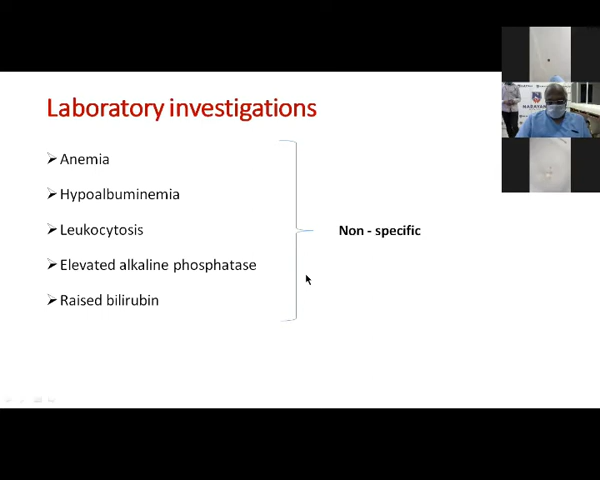 Laboratory investigations
Anemia
Hypoalbuminemia
Leukocytosis
Elevated alkaline phosphatase
Raised bilirubin
Non - specific